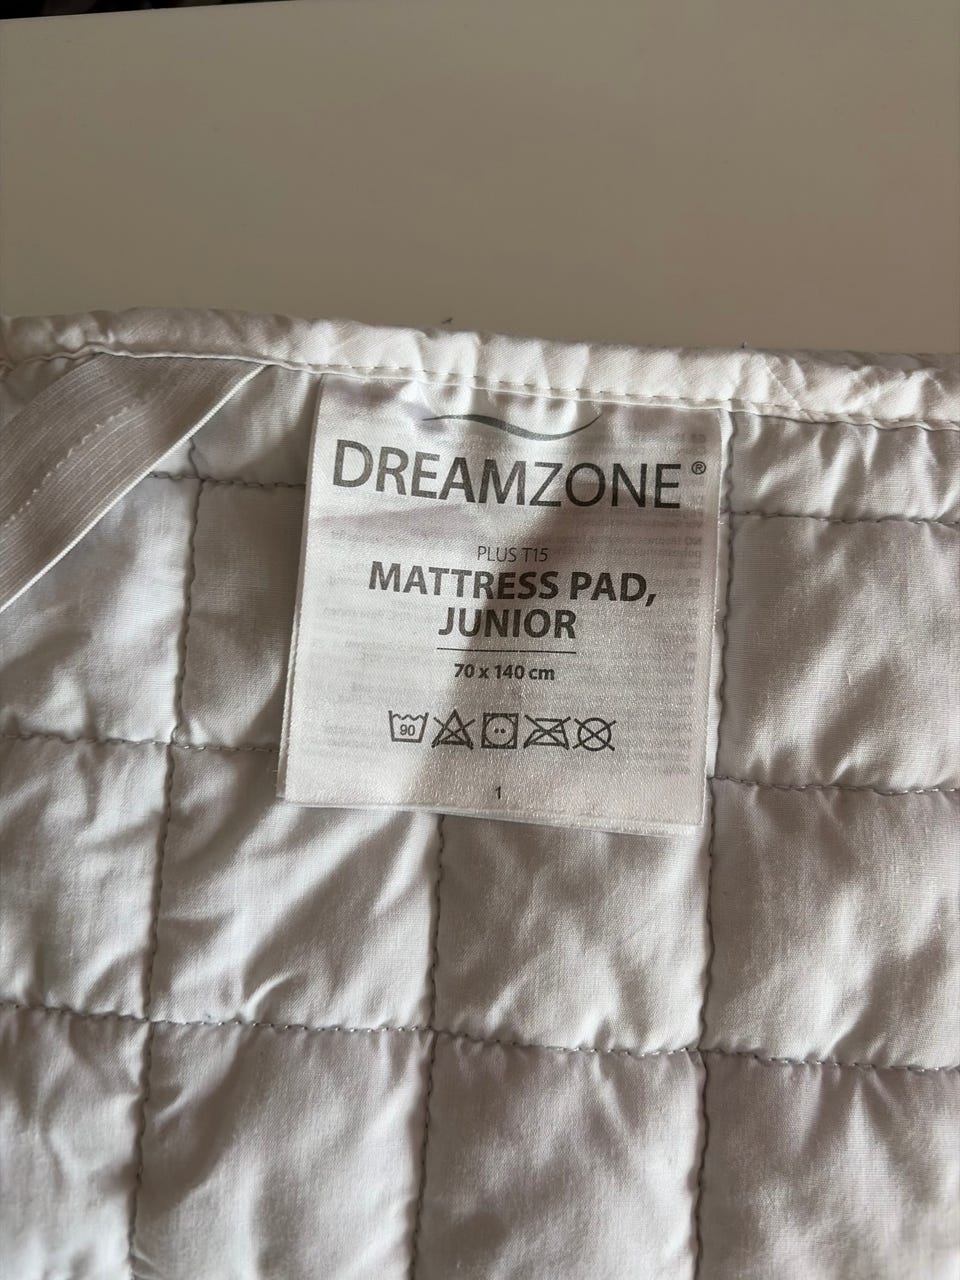 DREAMZONE®
PLUS T15
MATTRESS PAD,
JUNIOR
70 x 140 cm
90
1